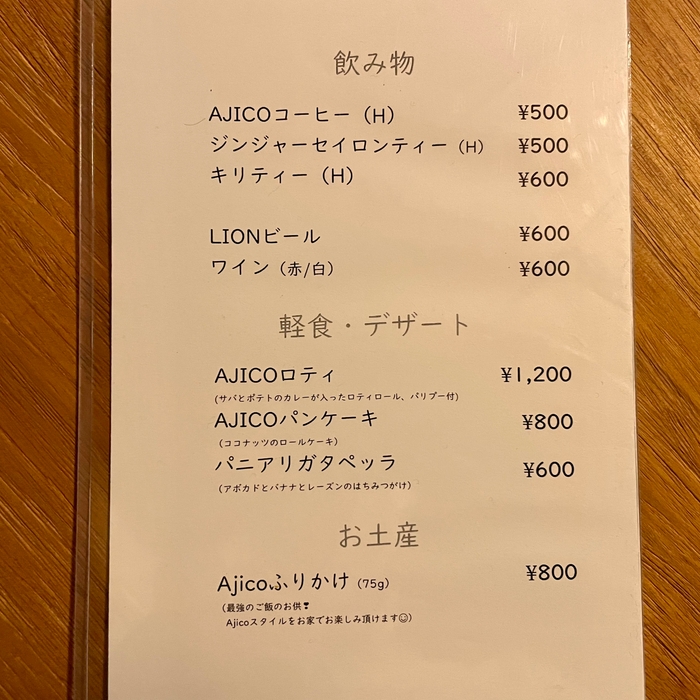 飲み物
AJICOコーヒー（H） ¥500
ジンジャーセイロンティー（H） ¥500
キリティー（H） ¥600
LIONビール ¥600
ワイン（赤/白） ¥600
軽食・デザート
AJICOロティ ¥1,200
(サバとポテトのカレーが入ったロティロール、パリプー付)
AJICOパンケーキ ¥800
（ココナッツのロールケーキ）
パニアリガタペッラ ¥600
（アボカドとバナナとレーズンのはちみつがけ）
お土産
Ajicoふりかけ（75g） ¥800
（最強のご飯のお供❣
Ajicoスタイルをお家でお楽しみ頂けます☺）